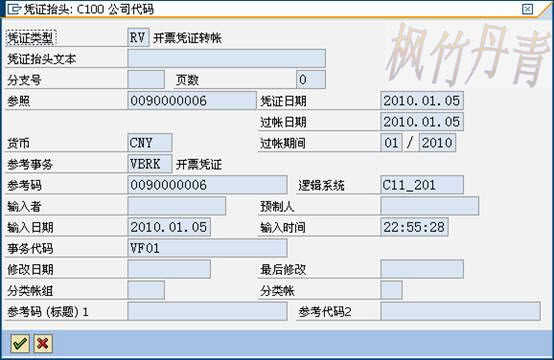 凭证抬头: C100 公司代码
枫竹丹青
凭证类型 RV 开票凭证转帐
凭证抬头文本
分支号 页数 0
参照 0090000006 凭证日期 2010.01.05
过帐日期 2010.01.05
货币 CNY 过帐期间 01 / 2010
参考事务 VBRK 开票凭证
参考码 0090000006 逻辑系统 C11_201
输入者 预制人
输入日期 2010.01.05 输入时间 22:55:28
事务代码 VF01
修改日期 最后修改
分类帐组 分类帐
参考码 (标题) 1 参考代码2